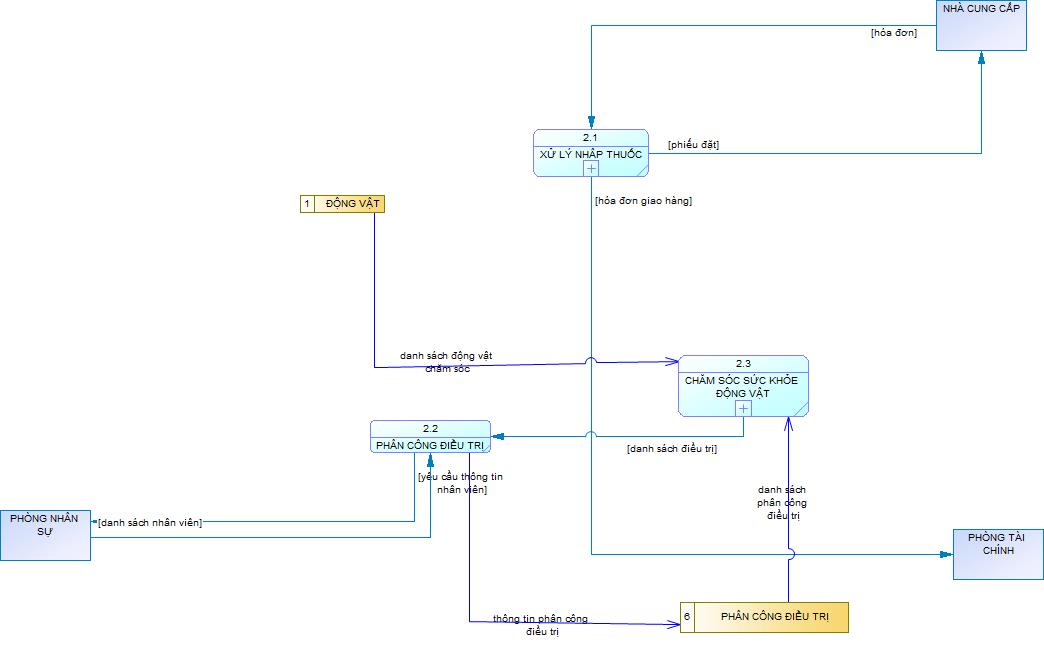 NHÀ CUNG CẤP
[hóa đơn]
2.1
XỬ LÝ NHẬP THUỐC
[phiếu đặt]
[hóa đơn giao hàng]
1
ĐỘNG VẬT
danh sách động vật
chăm sóc
2.3
CHĂM SÓC SỨC KHỎE
ĐỘNG VẬT
2.2
PHÂN CÔNG ĐIỀU TRỊ
[danh sách điều trị]
[yêu cầu thông tin
nhân viên]
danh sách
phân công
điều trị
PHÒNG NHÂN
SỰ
[danh sách nhân viên]
PHÒNG TÀI
CHÍNH
thông tin phân công
điều trị
6
PHÂN CÔNG ĐIỀU TRỊ